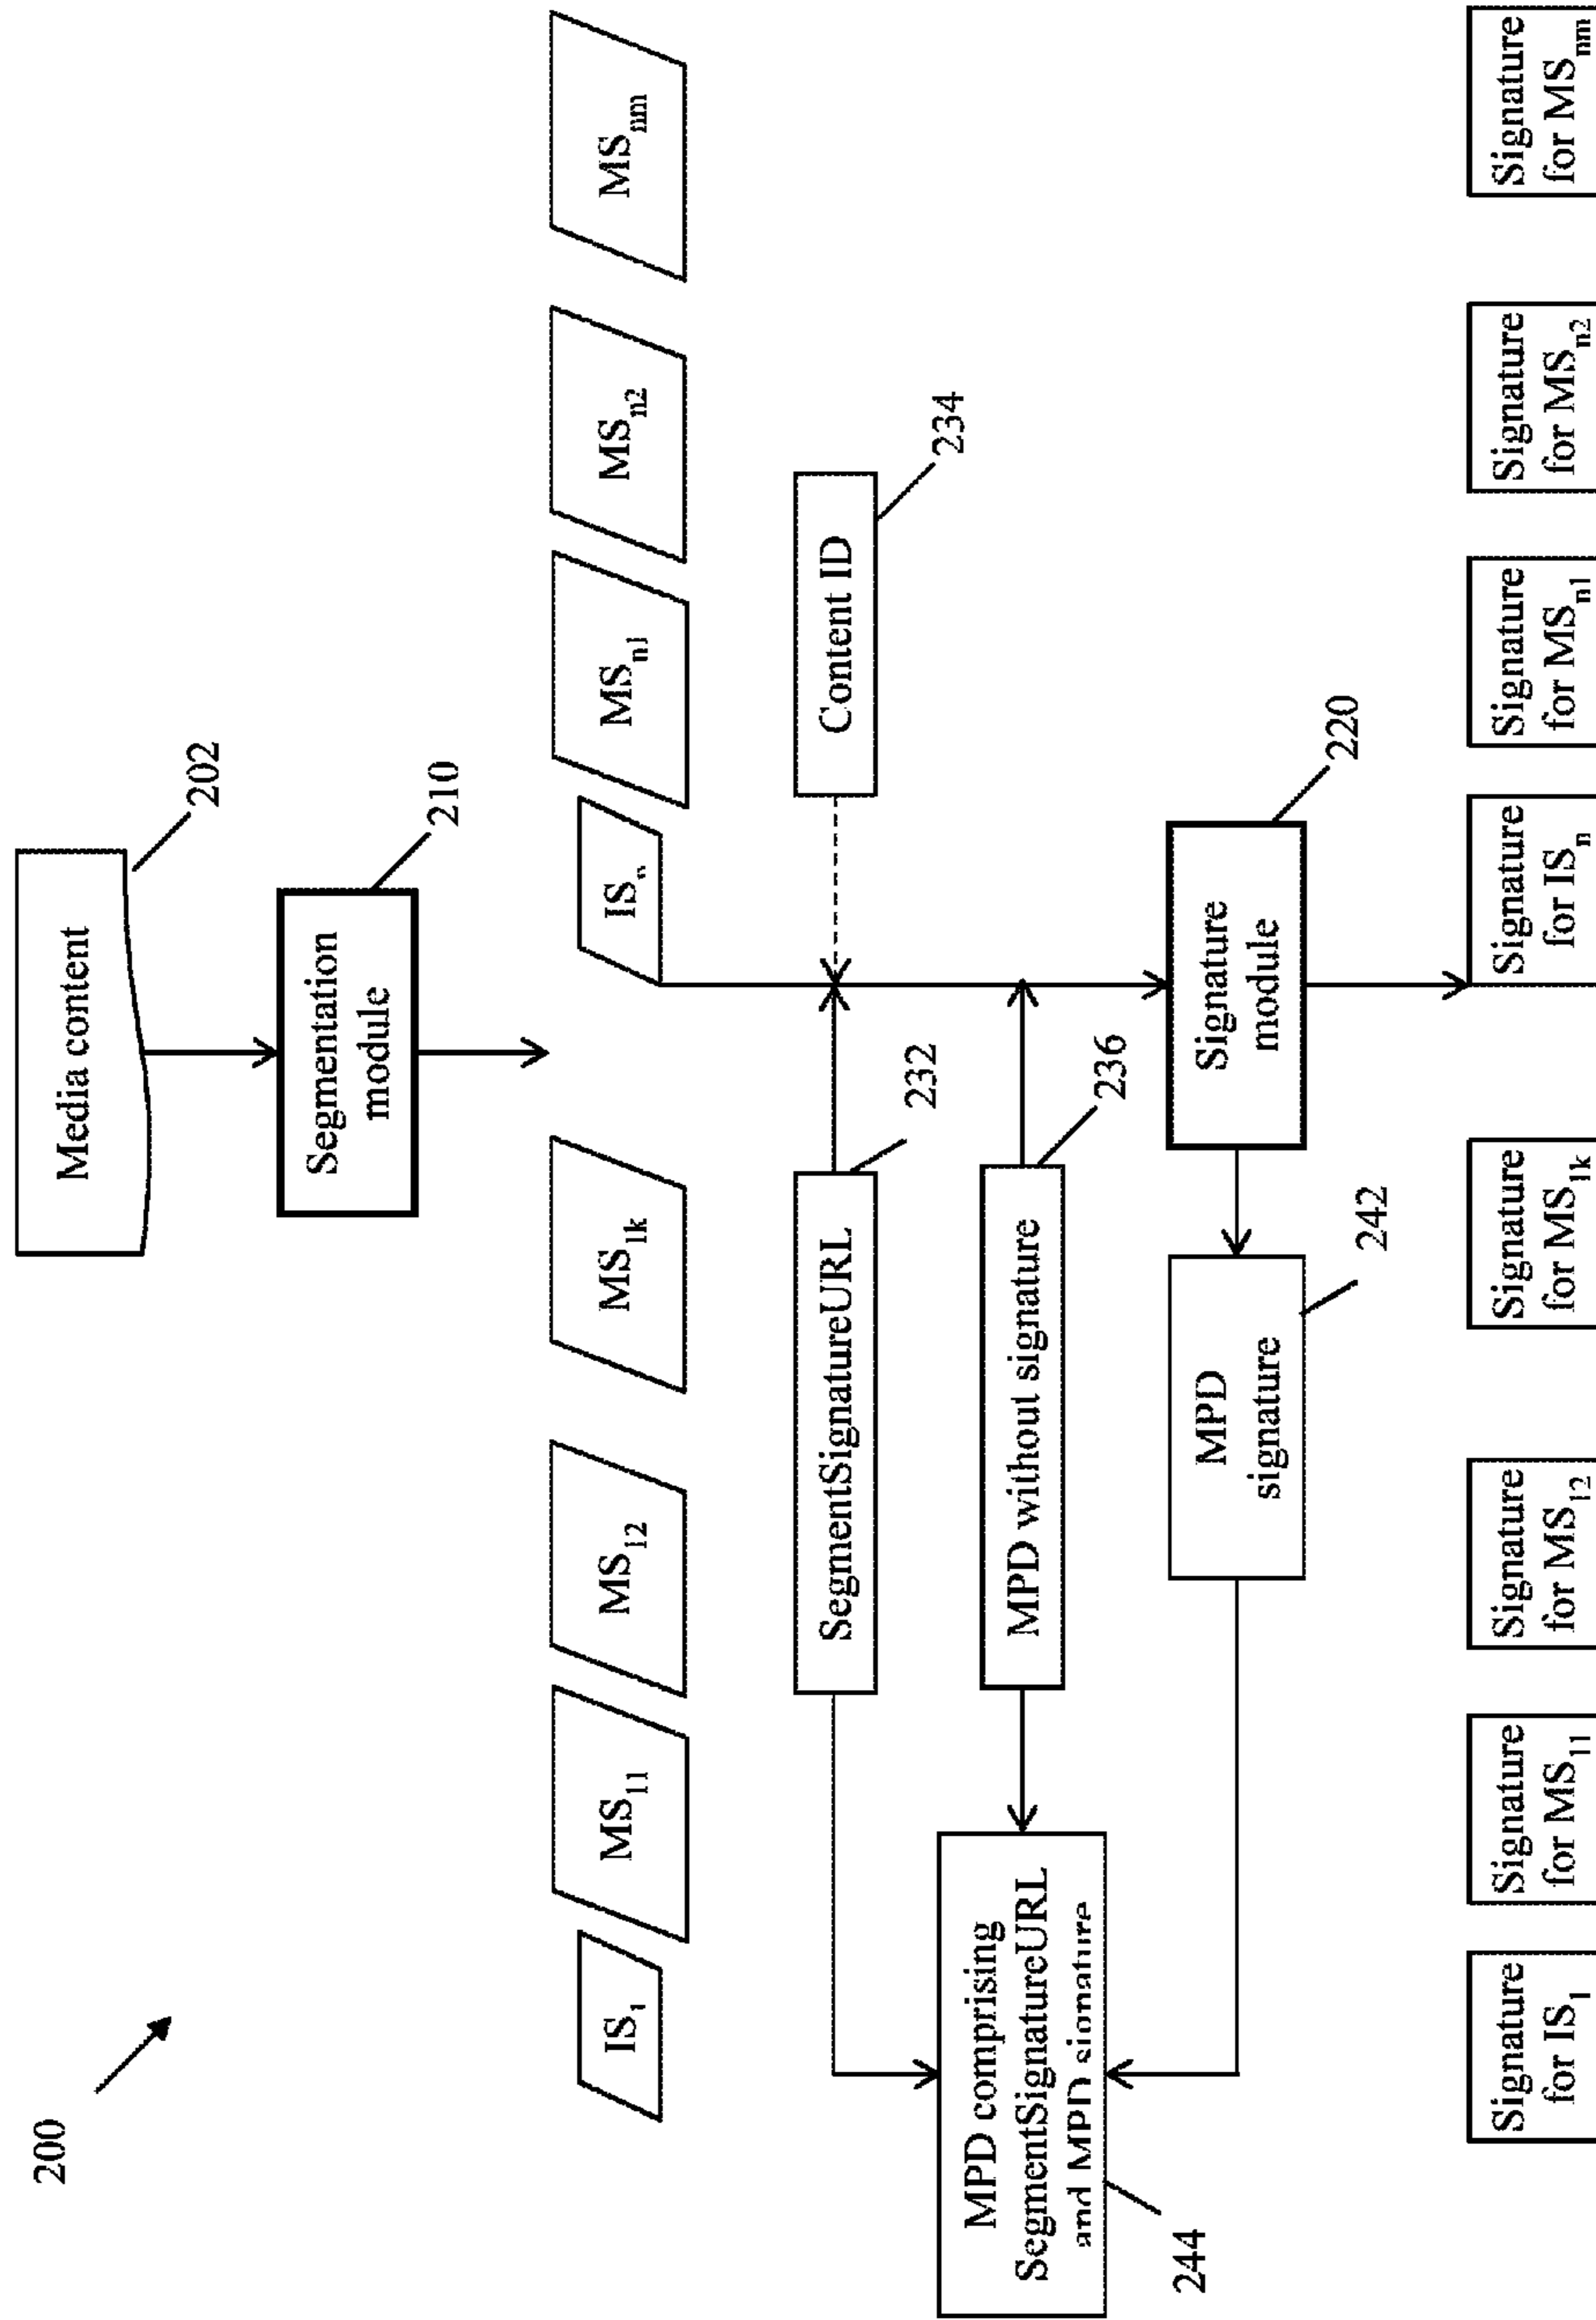 200
Media content
202
Segmentation
module
210
IS1
MS11
MS12
MS1k
ISn
MSn1
MSn2
MSnm
SegmentSignatureURL
232
Content ID
234
MPD without signature
236
MPD comprising
SegmentSignatureURL
and MPD signature
244
MPD
signature
242
Signature
module
220
Signature
for IS1
Signature
for MS11
Signature
for MS12
Signature
for MS1k
Signature
for ISn
Signature
for MSn1
Signature
for MSn2
Signature
for MSnm